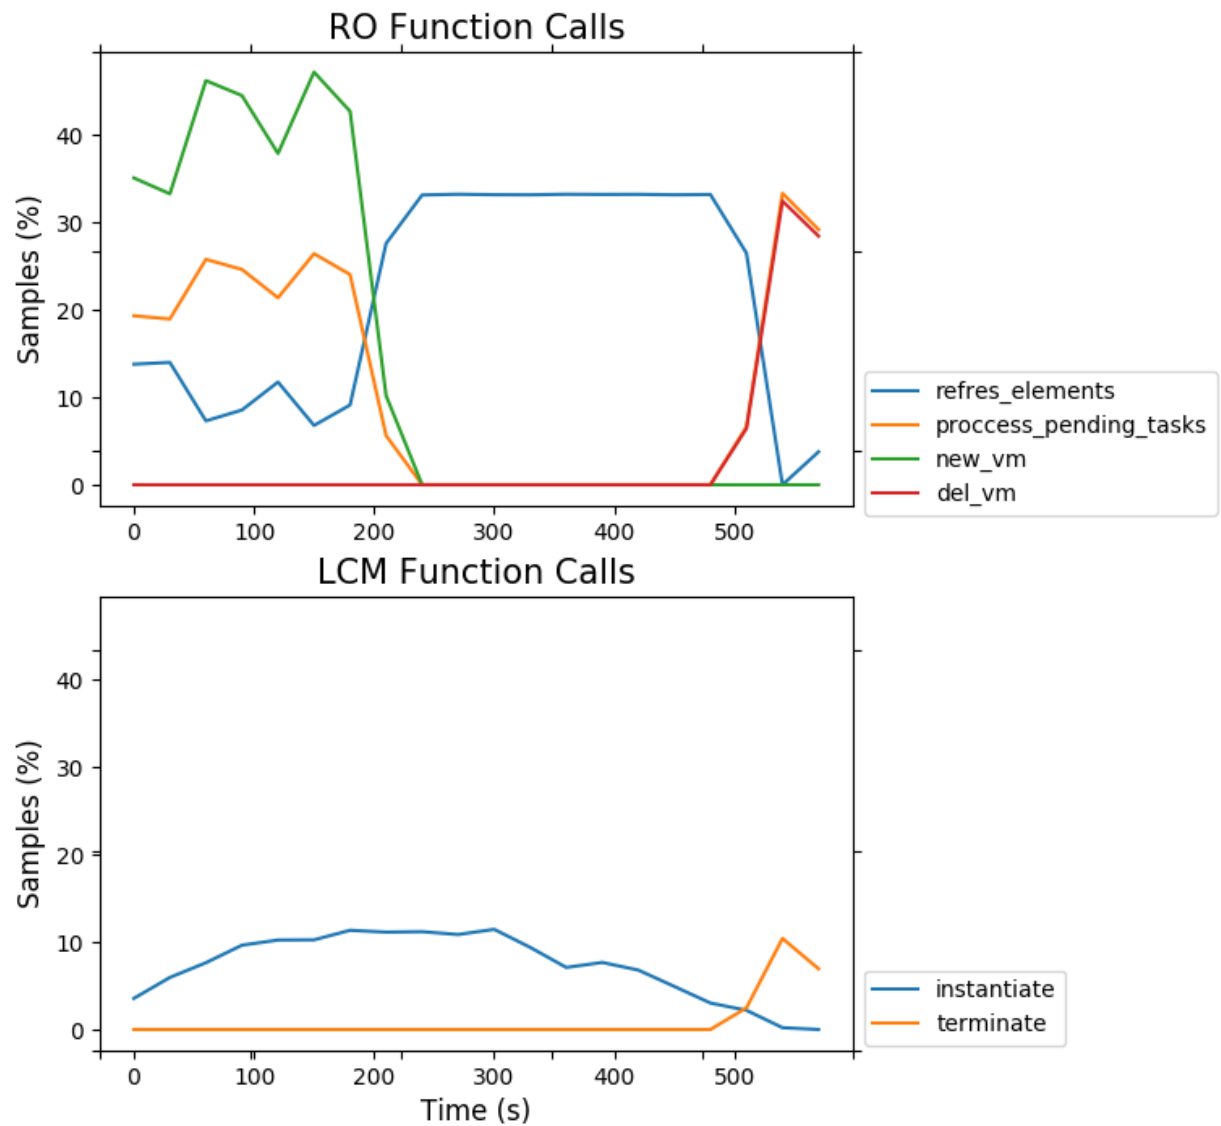 RO Function Calls
Samples (%)
40
30
20
10
0
0 100 200 300 400 500
refres_elements
proccess_pending_tasks
new_vm
del_vm
LCM Function Calls
Samples (%)
40
30
20
10
0
0 100 200 300 400 500
Time (s)
instantiate
terminate